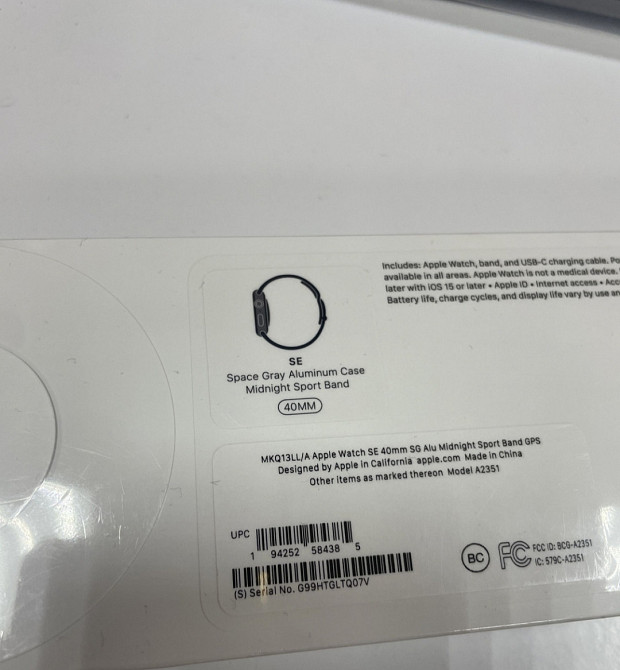 Includes: Apple Watch, band, and USB-C charging cable.
available in all areas. Apple Watch is not a medical device.
later with iOS 15 or later • Apple ID • Internet access •
Battery life, charge cycles, and display life vary by use
SE
Space Gray Aluminum Case
Midnight Sport Band
40MM
MKQ13LL/A Apple Watch SE 40mm SG Alu Midnight Sport Band GPS
Designed by Apple in California apple.com Made in China
Other items as marked thereon Model A2351
UPC
1 94252 58438 5
(S) Serial No. G99HTGLTQ07V
BC
FC FCC ID: BCG-A2351
IC: 579C-A2351